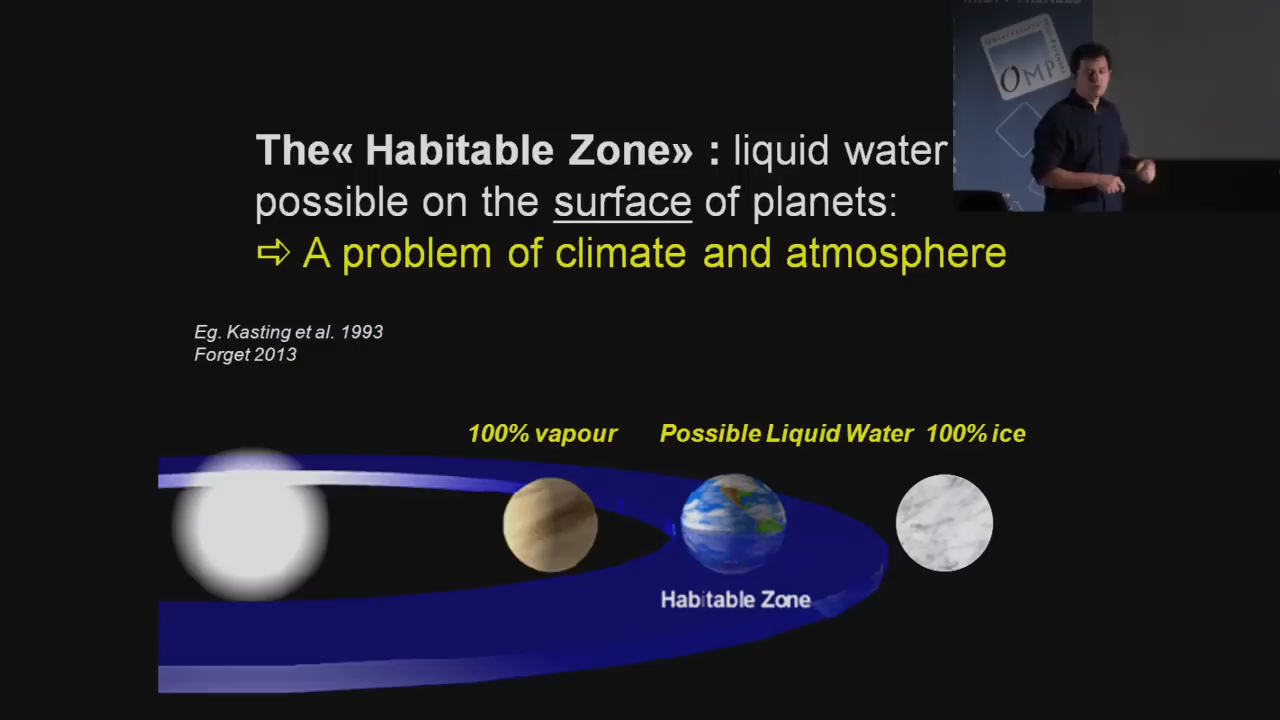 The« Habitable Zone» : liquid water
possible on the surface of planets:
⇨ A problem of climate and atmosphere
Eg. Kasting et al. 1993
Forget 2013
100% vapour Possible Liquid Water 100% ice
Habitable Zone
OMP